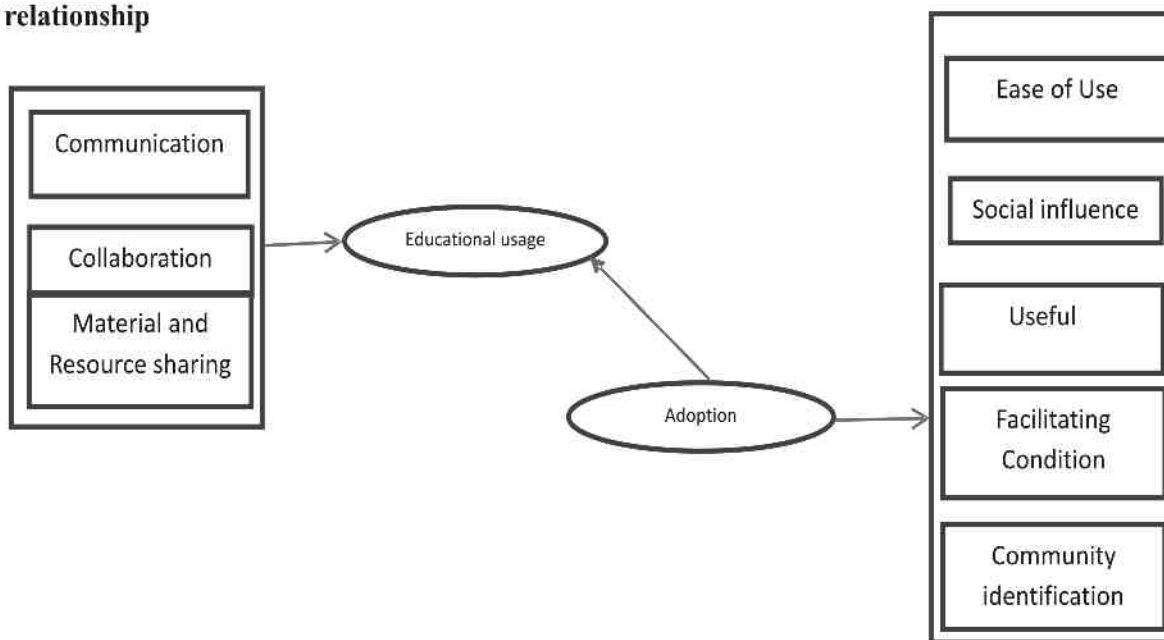 relationship
Communication
Collaboration
Material and
Resource sharing
Educational usage
Adoption
Ease of Use
Social influence
Useful
Facilitating
Condition
Community
identification